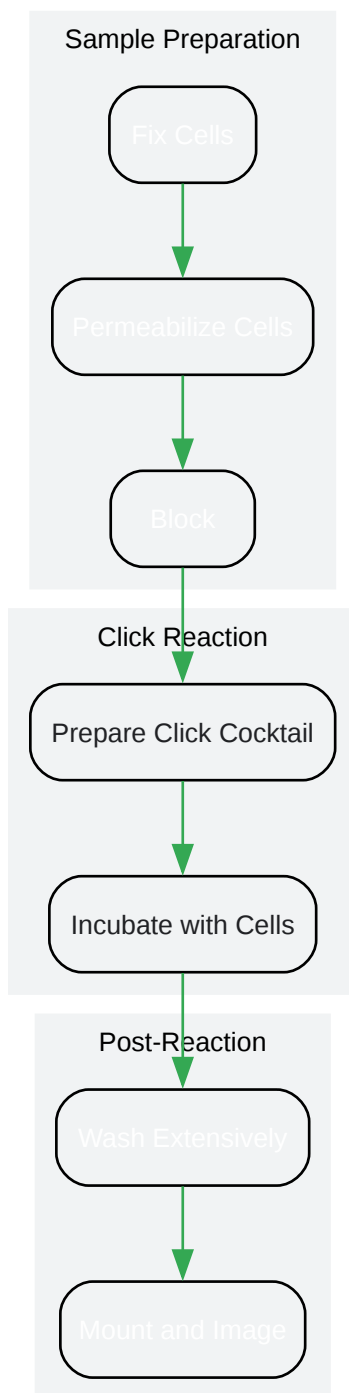 Sample Preparation
Fix Cells
Permeabilize Cells
Block
Click Reaction
Prepare Click Cocktail
Incubate with Cells
Post-Reaction
Wash Extensively
Mount and Image